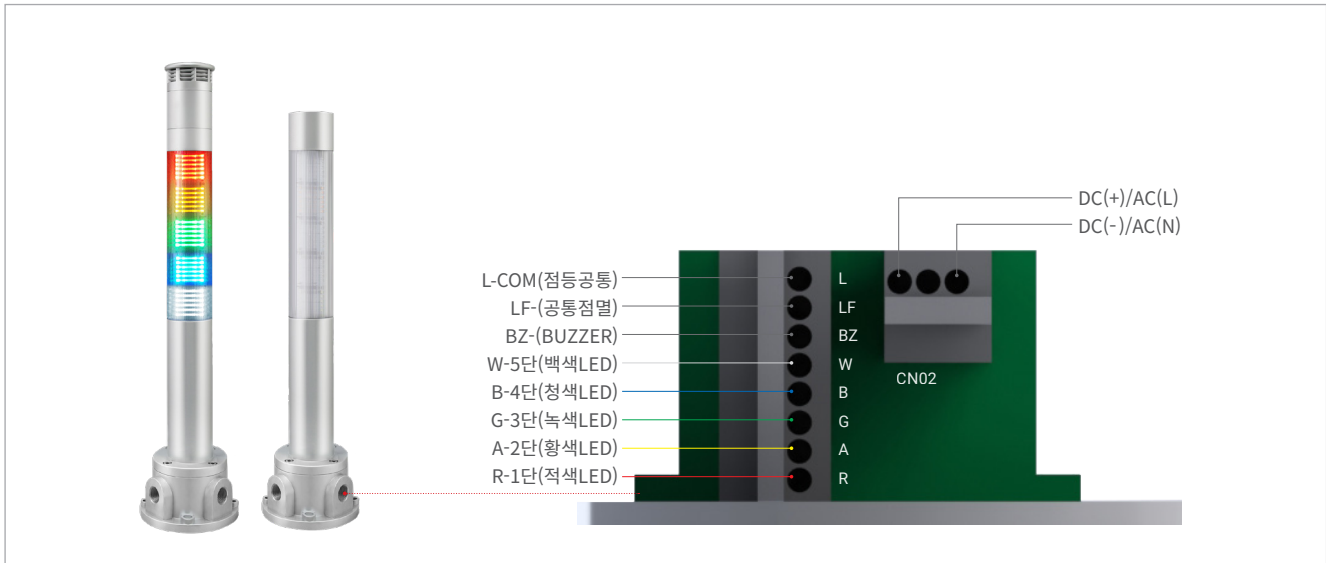 DC(+)/AC(L)
DC(-)/AC(N)
L-COM(점등공통)
LF-(공통점멸)
BZ-(BUZZER)
W-5단(백색LED)
B-4단(청색LED)
G-3단(녹색LED)
A-2단(황색LED)
R-1단(적색LED)
L
LF
BZ
W
B
G
A
R
CN02